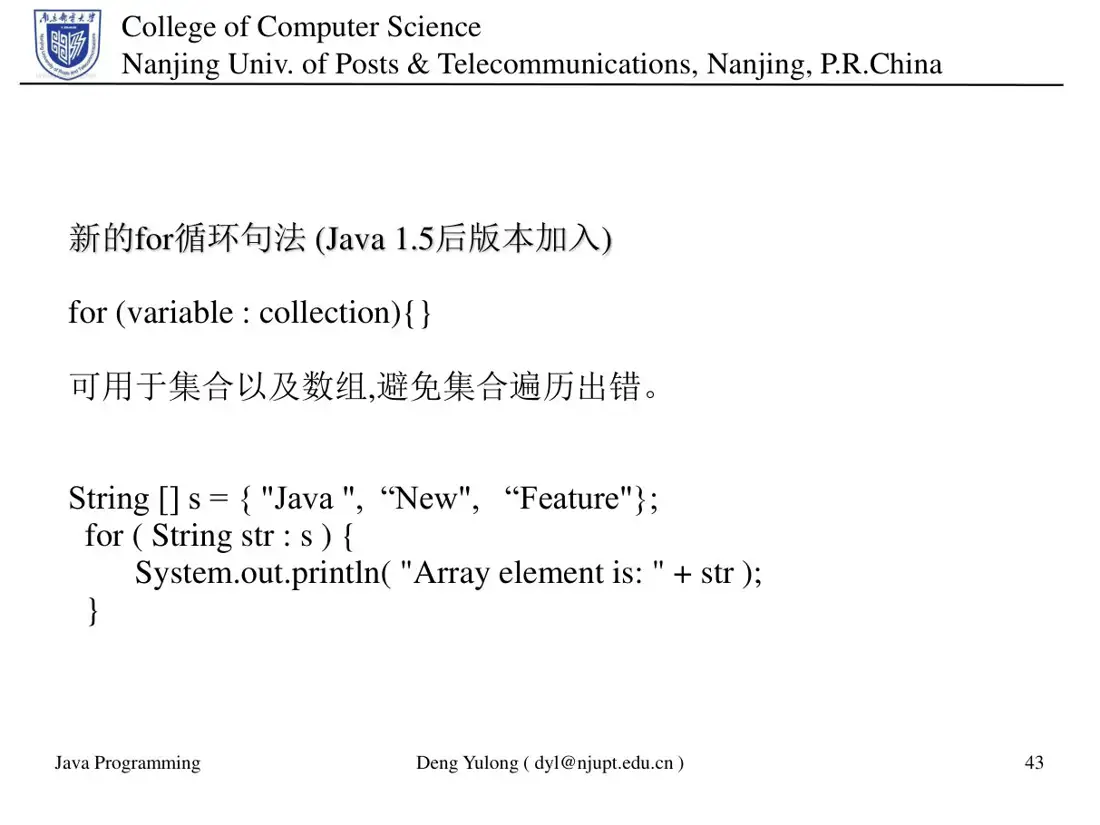 College of Computer Science
Nanjing Univ. of Posts & Telecommunications, Nanjing, P.R.China
新的for循环句法 (Java 1.5后版本加入)
for (variable : collection){}
可用于集合以及数组,避免集合遍历出错。
String [] s = { "Java ",  “New",   “Feature"};
for ( String str : s ) {
System.out.println( "Array element is: " + str );
}
Java Programming
Deng Yulong ( dyl@njupt.edu.cn )
43